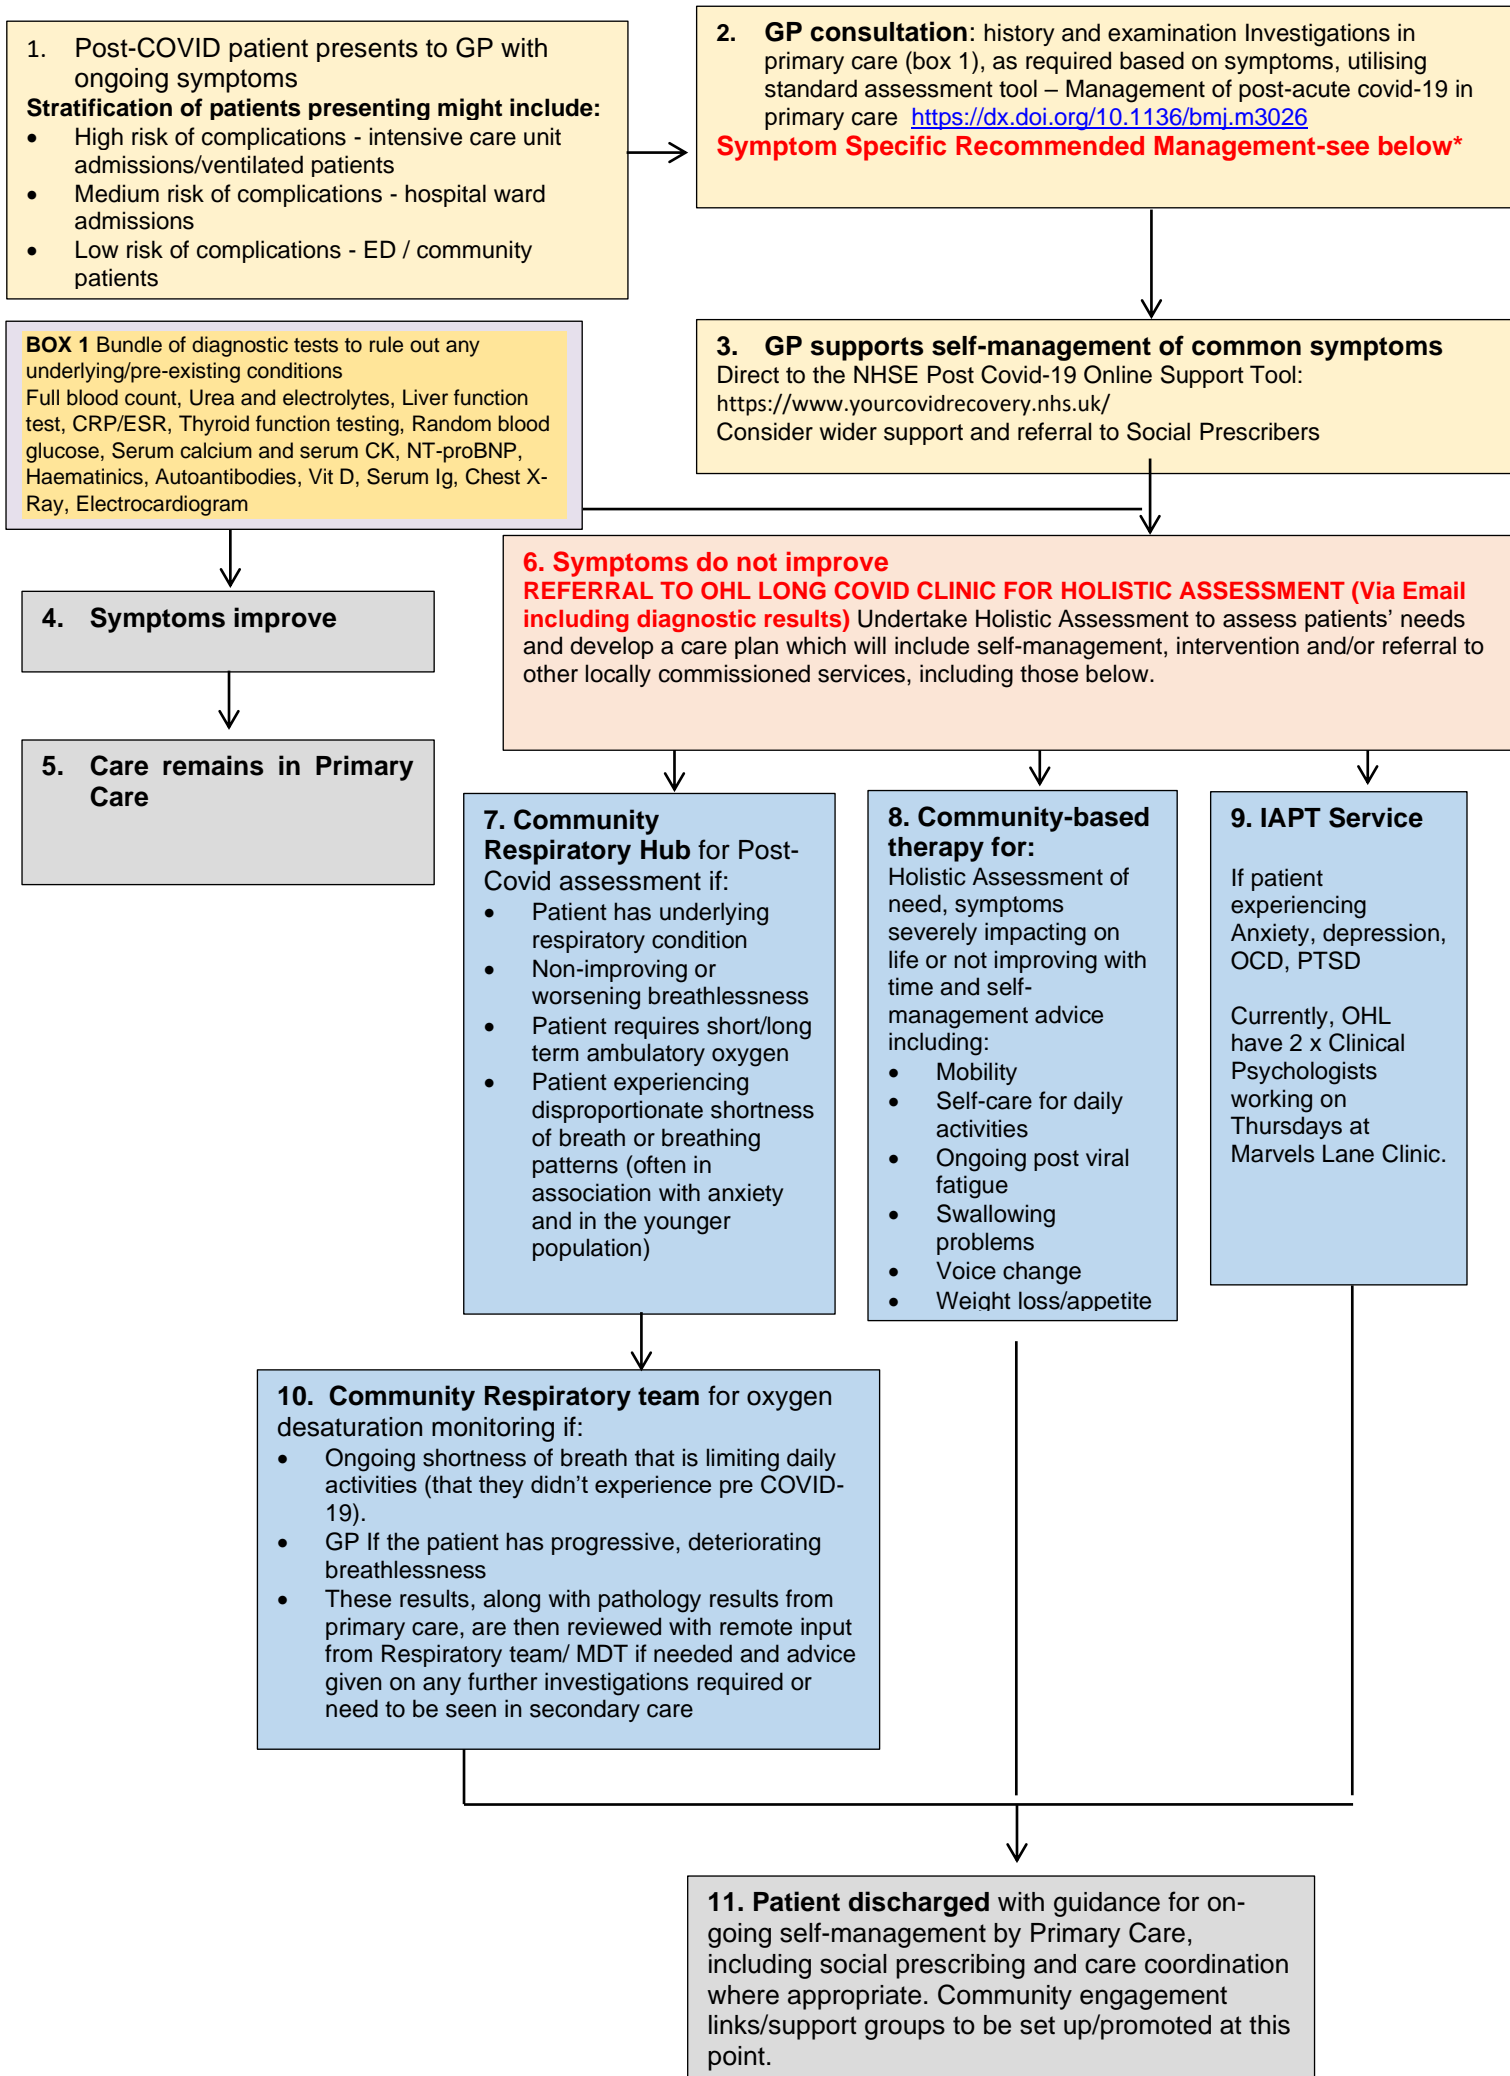 1. Post-COVID patient presents to GP with
ongoing symptoms
Stratification of patients presenting might include:
• High risk of complications - intensive care unit
admissions/ventilated patients
• Medium risk of complications - hospital ward
admissions
• Low risk of complications - ED / community
patients
2. GP consultation: history and examination Investigations in
primary care (box 1), as required based on symptoms, utilising
standard assessment tool – Management of post-acute covid-19 in
primary care https://dx.doi.org/10.1136/bmj.m3026
Symptom Specific Recommended Management-see below*
BOX 1 Bundle of diagnostic tests to rule out any
underlying/pre-existing conditions
Full blood count, Urea and electrolytes, Liver function
test, CRP/ESR, Thyroid function testing, Random blood
glucose, Serum calcium and serum CK, NT-proBNP,
Haematinics, Autoantibodies, Vit D, Serum Ig, Chest X-
Ray, Electrocardiogram
3. GP supports self-management of common symptoms
Direct to the NHSE Post Covid-19 Online Support Tool:
https://www.yourcovidrecovery.nhs.uk/
Consider wider support and referral to Social Prescribers
4. Symptoms improve
5. Care remains in Primary
Care
6. Symptoms do not improve
REFERRAL TO OHL LONG COVID CLINIC FOR HOLISTIC ASSESSMENT (Via Email
including diagnostic results) Undertake Holistic Assessment to assess patients’ needs
and develop a care plan which will include self-management, intervention and/or referral to
other locally commissioned services, including those below.
7. Community
Respiratory Hub for Post-
Covid assessment if:
• Patient has underlying
respiratory condition
• Non-improving or
worsening breathlessness
• Patient requires short/long
term ambulatory oxygen
• Patient experiencing
disproportionate shortness
of breath or breathing
patterns (often in
association with anxiety
and in the younger
population)
8. Community-based
therapy for:
Holistic Assessment of
need, symptoms
severely impacting on
life or not improving with
time and self-
management advice
including:
• Mobility
• Self-care for daily
activities
• Ongoing post viral
fatigue
• Swallowing
problems
• Voice change
• Weight loss/appetite
9. IAPT Service
If patient
experiencing
Anxiety, depression,
OCD, PTSD
Currently, OHL
have 2 x Clinical
Psychologists
working on
Thursdays at
Marvels Lane Clinic.
10. Community Respiratory team for oxygen
desaturation monitoring if:
• Ongoing shortness of breath that is limiting daily
activities (that they didn’t experience pre COVID-
19).
• GP If the patient has progressive, deteriorating
breathlessness
• These results, along with pathology results from
primary care, are then reviewed with remote input
from Respiratory team/ MDT if needed and advice
given on any further investigations required or
need to be seen in secondary care
11. Patient discharged with guidance for on-
going self-management by Primary Care,
including social prescribing and care coordination
where appropriate. Community engagement
links/support groups to be set up/promoted at this
point.